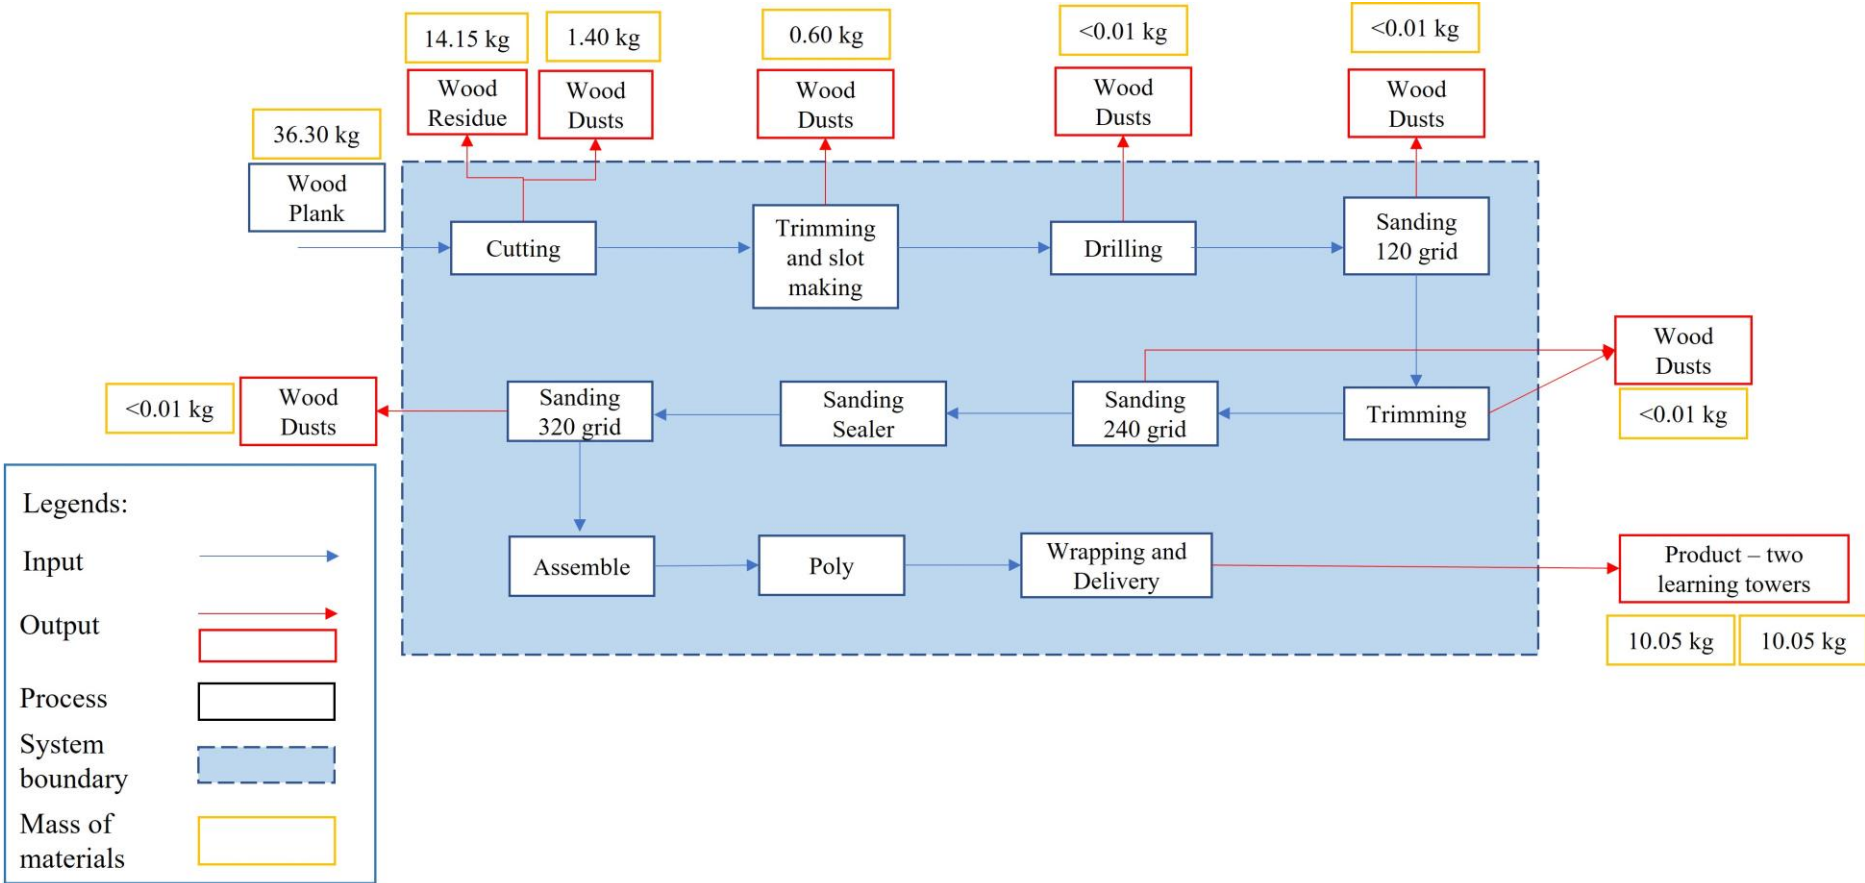 14.15 kg
1.40 kg
0.60 kg
<0.01 kg
<0.01 kg
Wood
Residue
Wood
Dusts
Wood
Dusts
Wood
Dusts
Wood
Dusts
36.30 kg
Wood
Plank
Cutting
Trimming
and slot
making
Drilling
Sanding
120 grid
Wood
Dusts
<0.01 kg
<0.01 kg
Wood
Dusts
Sanding
320 grid
Sanding
Sealer
Sanding
240 grid
Trimming
Assemble
Poly
Wrapping and
Delivery
Product – two
learning towers
10.05 kg
10.05 kg
Legends:
Input
Output
Process
System
boundary
Mass of
materials